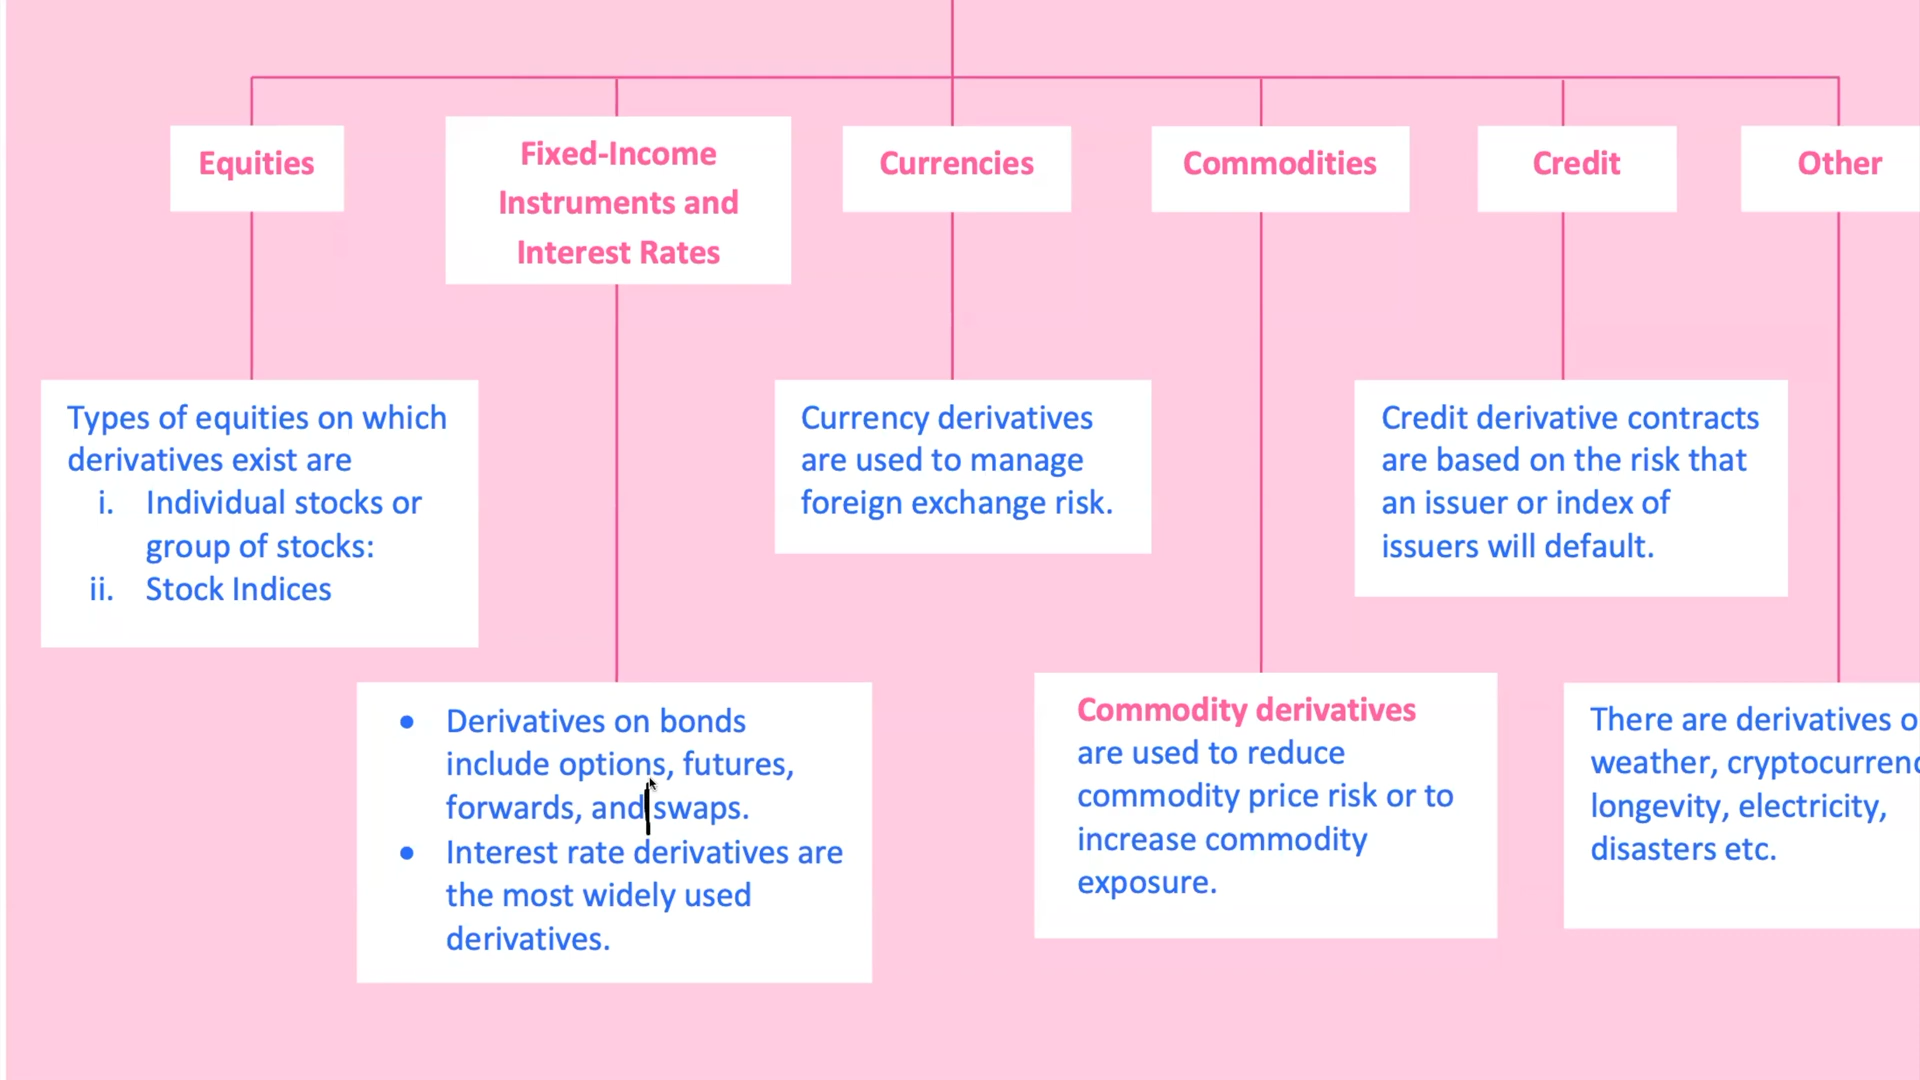 Equities
Fixed-Income
Instruments and
Interest Rates
Currencies
Commodities
Credit
Other
Types of equities on which
derivatives exist are
i. Individual stocks or
group of stocks:
ii. Stock Indices
Currency derivatives
are used to manage
foreign exchange risk.
Credit derivative contracts
are based on the risk that
an issuer or index of
issuers will default.
• Derivatives on bonds
include options, futures,
forwards, and swaps.
• Interest rate derivatives are
the most widely used
derivatives.
Commodity derivatives
are used to reduce
commodity price risk or to
increase commodity
exposure.
There are derivatives
weather,
longevity, electricity,
disasters etc.